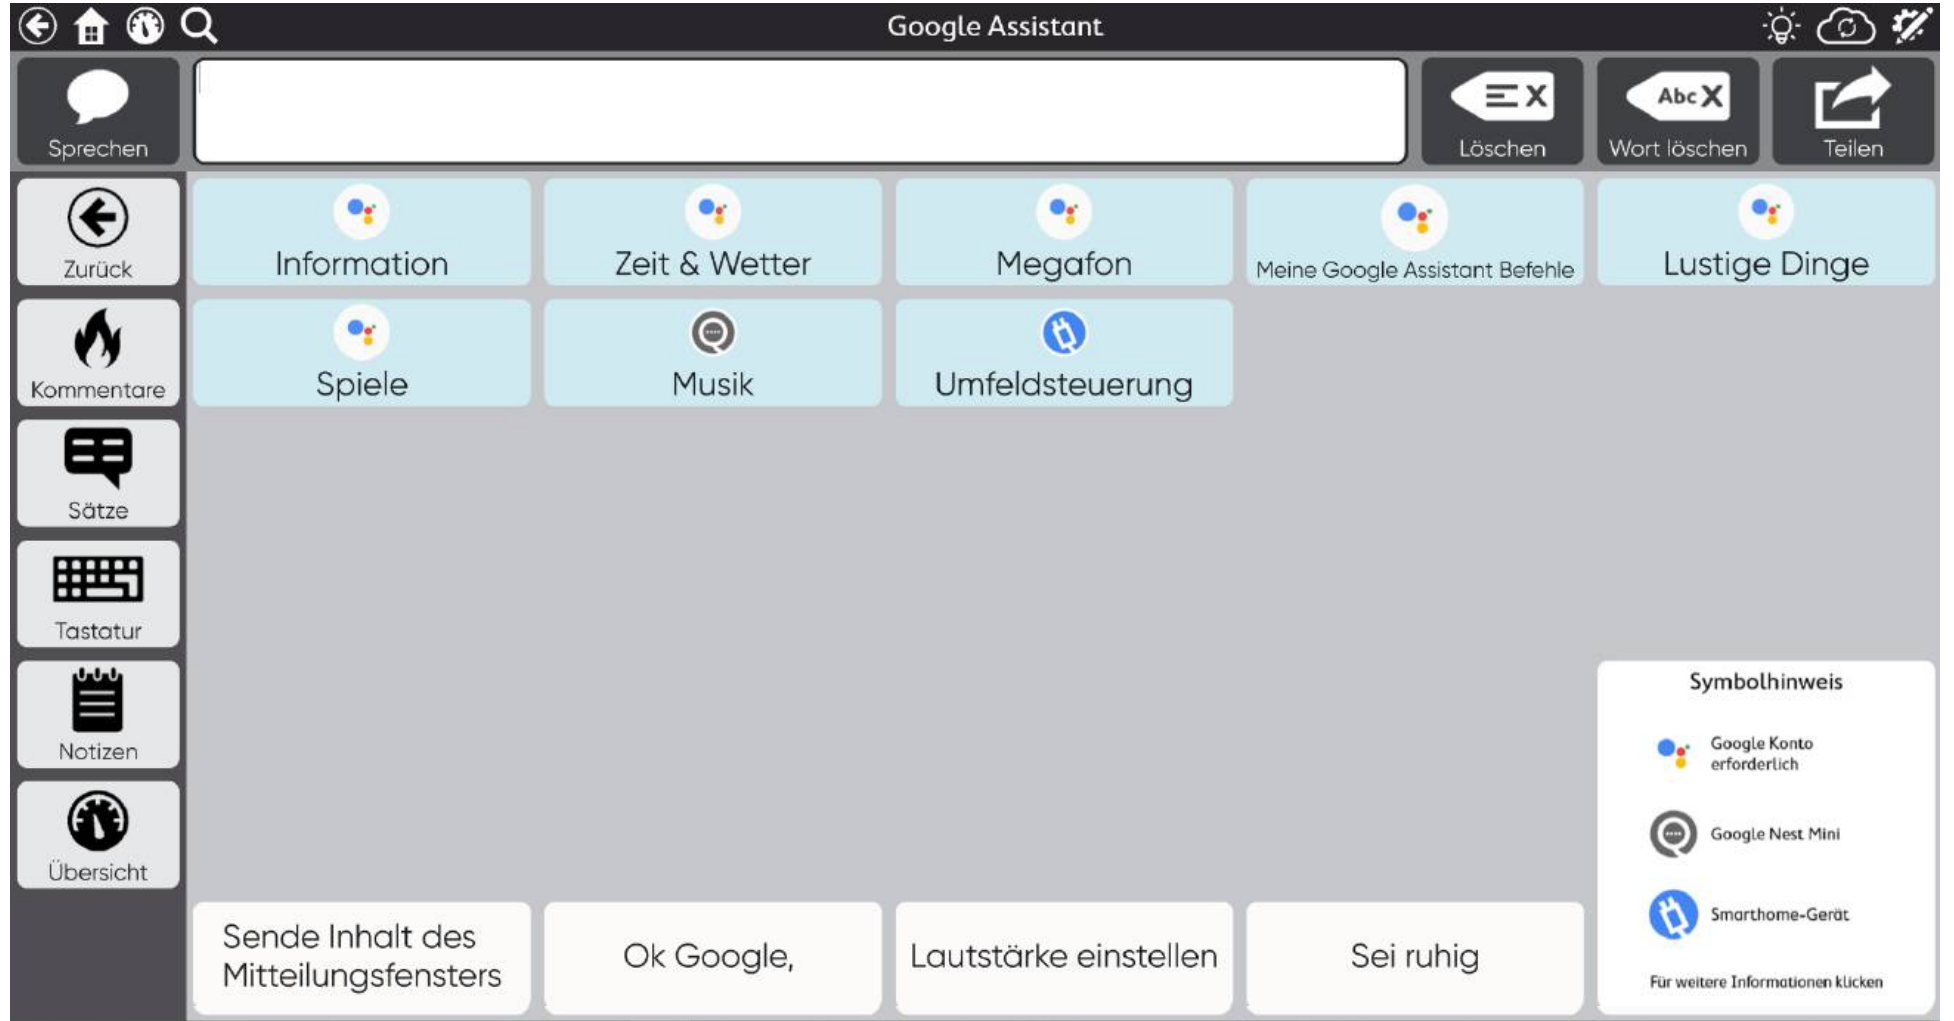 Google Assistant
Sprechen
Löschen
Abc X
Wort löschen
Teilen
Zurück
Information
Zeit & Wetter
Megafon
Meine Google Assistant Befehle
Lustige Dinge
Kommentare
Spiele
Musik
Umfeldsteuerung
Sätze
Tastatur
Notizen
Übersicht
Symbolhinweis
Google Konto
erforderlich
Google Nest Mini
Smarthome-Gerät
Für weitere Informationen klicken
Sende Inhalt des
Mitteilungsfensters
Ok Google,
Lautstärke einstellen
Sei ruhig